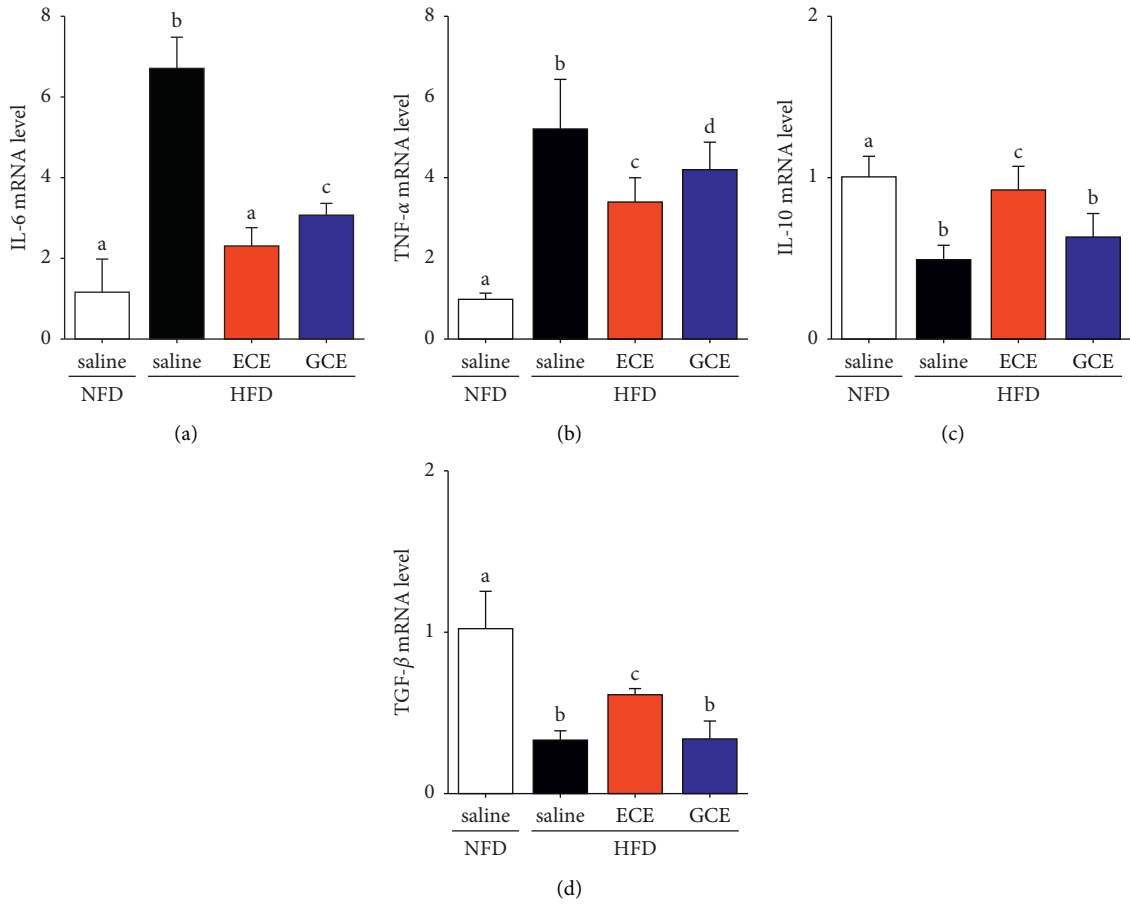 IL-6 mRNA level
8
6
4
2
0
a
b
a
c
saline saline ECE GCE
NFD HFD
(a)
TNF-α mRNA level
8
6
4
2
0
a
b
c
d
saline saline ECE GCE
NFD HFD
(b)
IL-10 mRNA level
2
1
0
a
b
c
b
saline saline ECE GCE
NFD HFD
(c)
TGF-β mRNA level
2
1
0
a
b
c
b
saline saline ECE GCE
NFD HFD
(d)